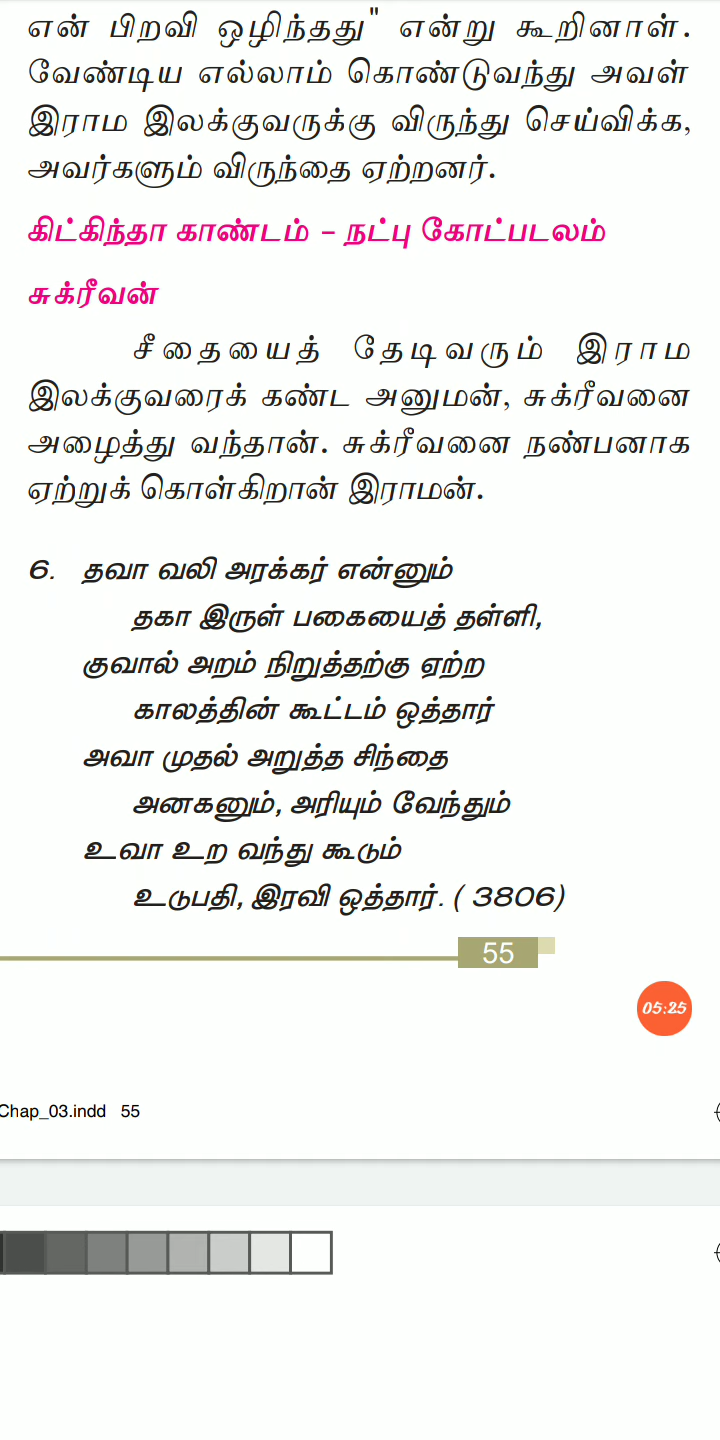 என் பிறவி ஒழிந்தது" என்று கூறினாள்.
வேண்டிய எல்லாம் கொண்டுவந்து அவள்
இராம இலக்குவருக்கு விருந்து செய்விக்க,
அவர்களும் விருந்தை ஏற்றனர்.
கிட்கிந்தா காண்டம் – நட்பு கோட்படலம்
சுக்ரீவன்
சீதையைத் தேடிவரும் இராம
இலக்குவரைக் கண்ட அனுமன், சுக்ரீவனை
அழைத்து வந்தான். சுக்ரீவனை நண்பனாக
ஏற்றுக் கொள்கிறான் இராமன்.
6. தவா வலி அரக்கர் என்னும்
தகா இருள் பகையைத் தள்ளி,
குவால் அறம் நிறுத்தற்கு ஏற்ற
காலத்தின் கூட்டம் ஒத்தார்
அவா முதல் அறுத்த சிந்தை
அனகனும், அரியும் வேந்தும்
உவா உற வந்து கூடும்
உடுபதி, இரவி ஒத்தார். ( 3806)
55
05:25
Chap_03.indd 55